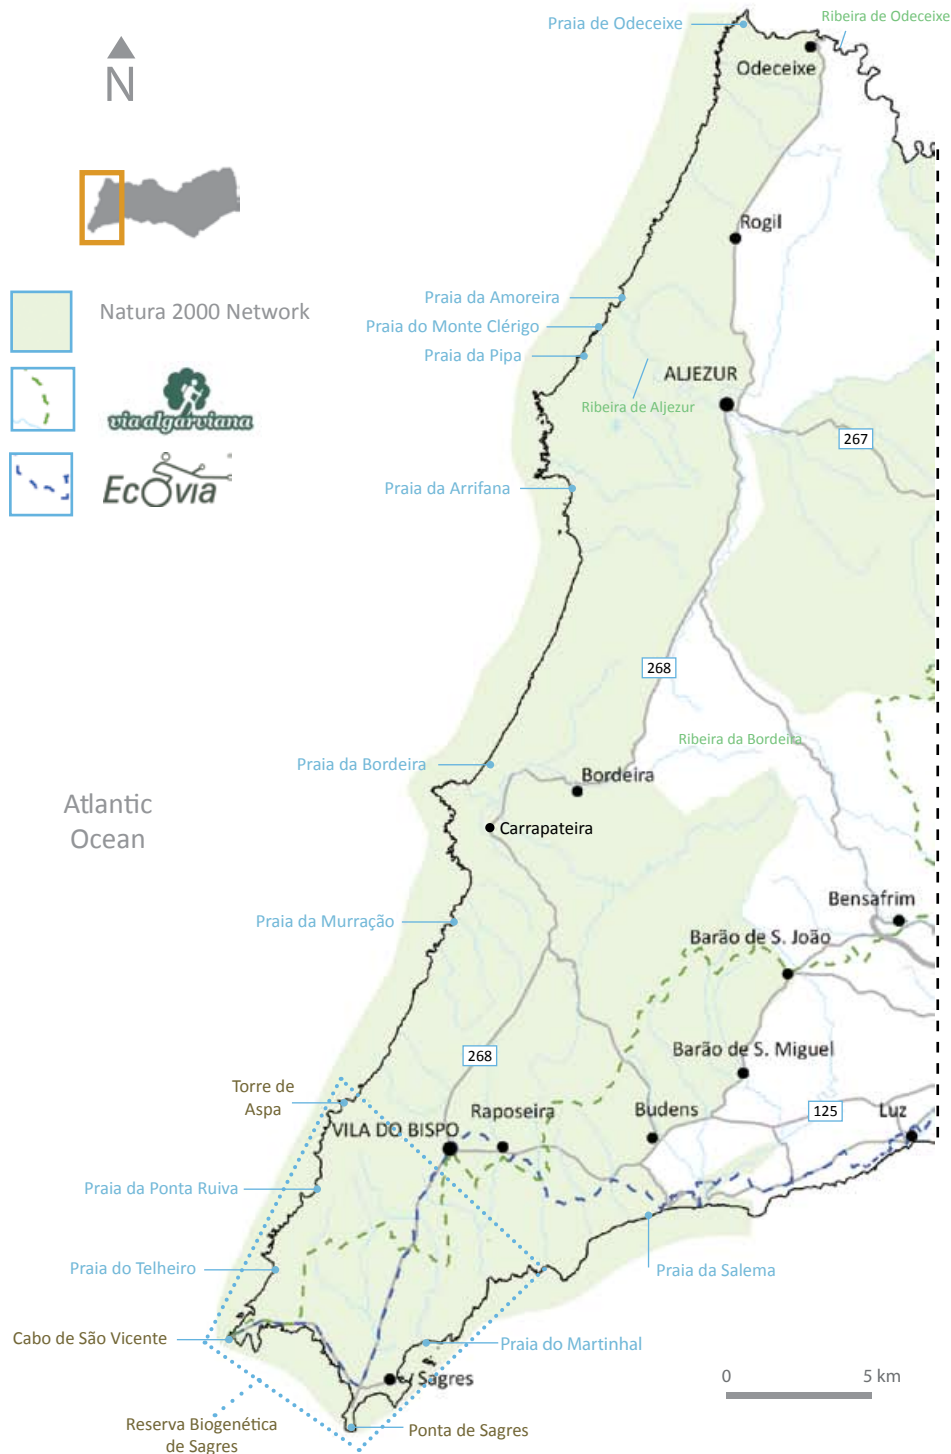 Praia de Odeceixe
Ribeira de Odeceixe
N
Odeceixe
Rogil
Natura 2000 Network
Praia da Amoreira
Praia do Monte Clérigo
Praia da Pipa
ALJEZUR
via algarviana
Ribeira de Aljezur
267
Ecovia
Praia da Arrifana
268
Ribeira da Bordeira
Praia da Bordeira
Bordeira
Atlantic
Ocean
Carrapateira
Bensafrim
Praia da Murração
Barão de S. João
268
Barão de S. Miguel
Torre de
Aspa
Raposeira
Budens
125
Luz
VILA DO BISPO
Praia da Ponta Ruiva
Praia do Telheiro
Praia da Salema
Cabo de São Vicente
Praia do Martinhal
Sagres
0 5 km
Reserva Biogenética
de Sagres
Ponta de Sagres